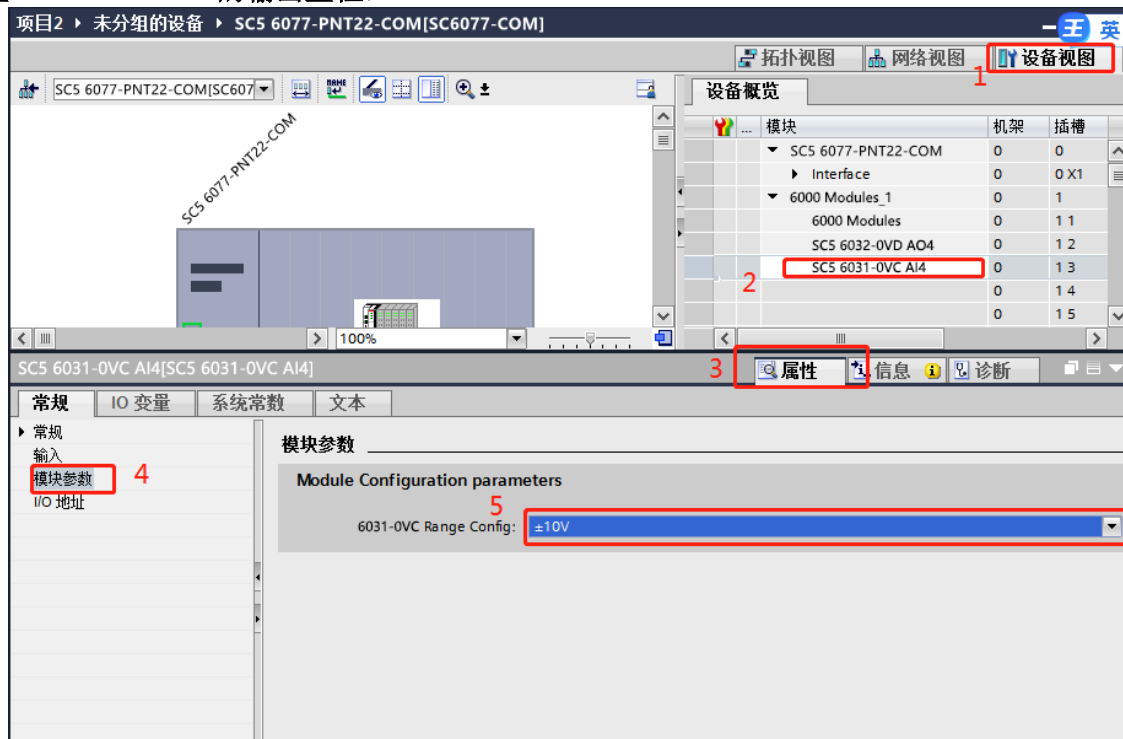 项目2 ▸ 未分组的设备 ▸ SC5 6077-PNT22-COM[SC6077-COM]
王 英
拓扑视图 网络视图 1 设备视图
SC5 6077-PNT22-COM[SC607
设备概览
... 模块 机架 插槽
SC5 6077-PNT22-COM 0 0
Interface 0 0 X1
6000 Modules_1 0 1
6000 Modules 0 1 1
SC5 6032-0VD AO4 0 1 2
2 SC5 6031-0VC AI4 0 1 3
0 1 4
0 1 5
SC5 6077-PNT22-COM
100%
SC5 6031-0VC AI4[SC5 6031-0VC AI4]
3 属性 信息 诊断
常规 IO 变量 系统常数 文本
常规
输入
模块参数 4
I/O 地址
模块参数
Module Configuration parameters
5
6031-0VC Range Config: ±10V